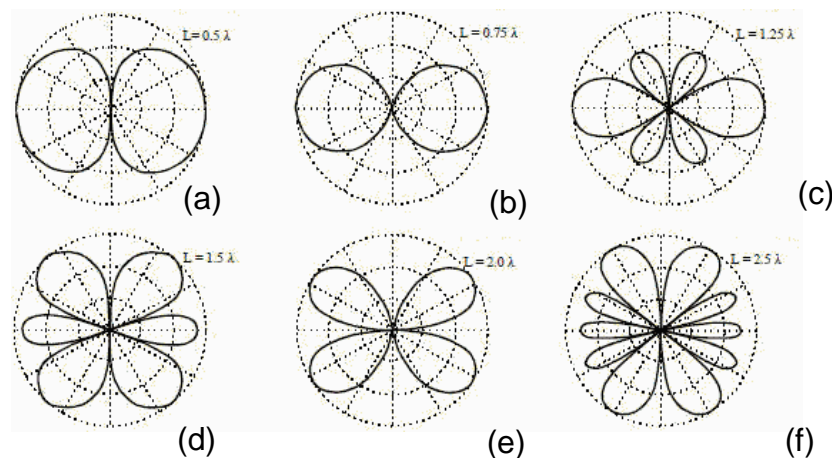 L = 0.5 λ
L = 0.75 λ
L = 1.25 λ
(a)
(b)
(c)
L = 1.5 λ
L = 2.0 λ
L = 2.5 λ
(d)
(e)
(f)